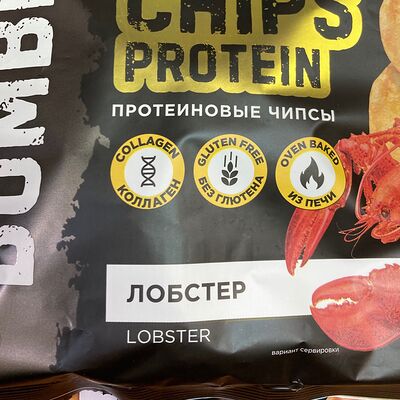 CHIPS
PROTEIN
ПРОТЕИНОВЫЕ ЧИПСЫ
COLLAGEN
КОЛЛАГЕН
GLUTEN FREE
БЕЗ ГЛЮТЕНА
OVEN BAKED
ИЗ ПЕЧИ
ЛОБСТЕР
LOBSTER
вариант сервировки